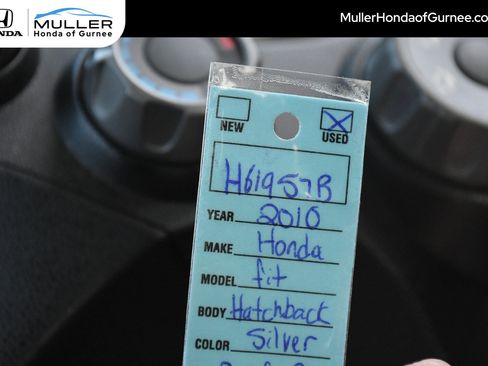 HONDA
MULLER
Honda of Gurnee
MullerHondaofGurnee.co
NEW
USED
H61957B
YEAR 2010
MAKE Honda
MODEL fit
BODY Hatchback
COLOR Silver